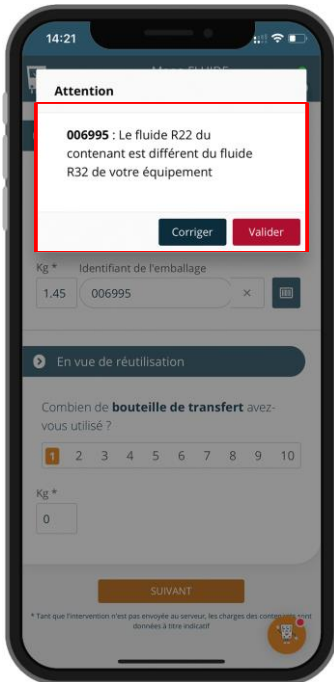 14:21
Attention
006995 : Le fluide R22 du
contenant est différent du fluide
R32 de votre équipement
Corriger Valider
Kg * Identifiant de l'emballage
1.45 006995 ×
En vue de réutilisation
Combien de bouteille de transfert avez-
vous utilisé ?
1 2 3 4 5 6 7 8 9 10
Kg *
0
SUIVANT
* Tant que l'intervention n'est pas envoyée au serveur, les charges des contenants sont
données à titre indicatif